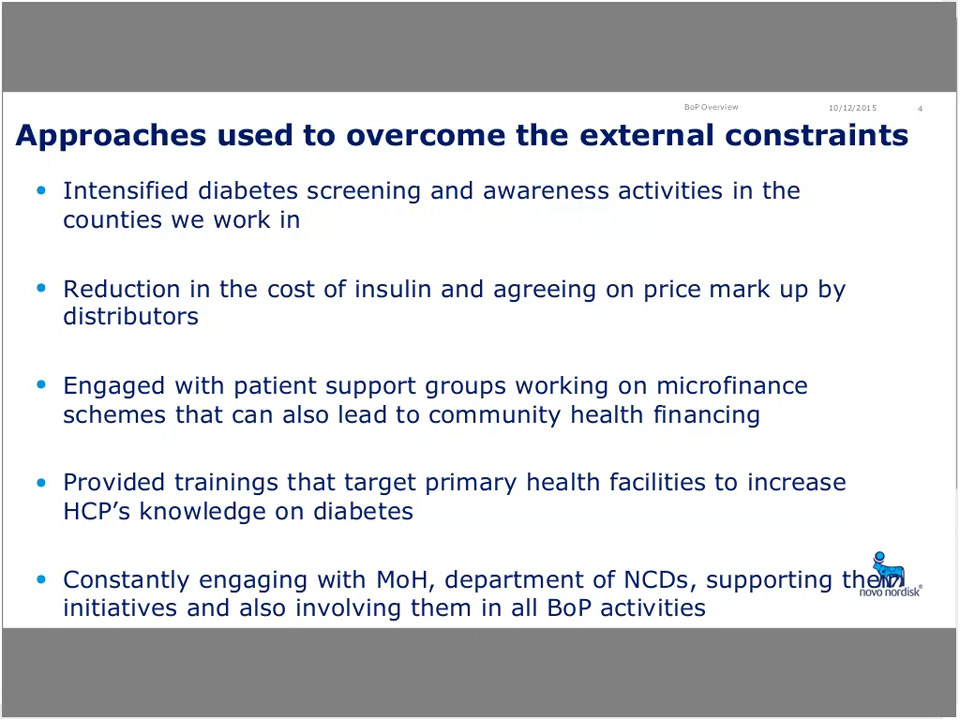 BoP Overview 10/12/2015 4
Approaches used to overcome the external constraints
• Intensified diabetes screening and awareness activities in the
counties we work in
• Reduction in the cost of insulin and agreeing on price mark up by
distributors
• Engaged with patient support groups working on microfinance
schemes that can also lead to community health financing
• Provided trainings that target primary health facilities to increase
HCP’s knowledge on diabetes
• Constantly engaging with MoH, department of NCDs, supporting their
initiatives and also involving them in all BoP activities
novo nordisk®